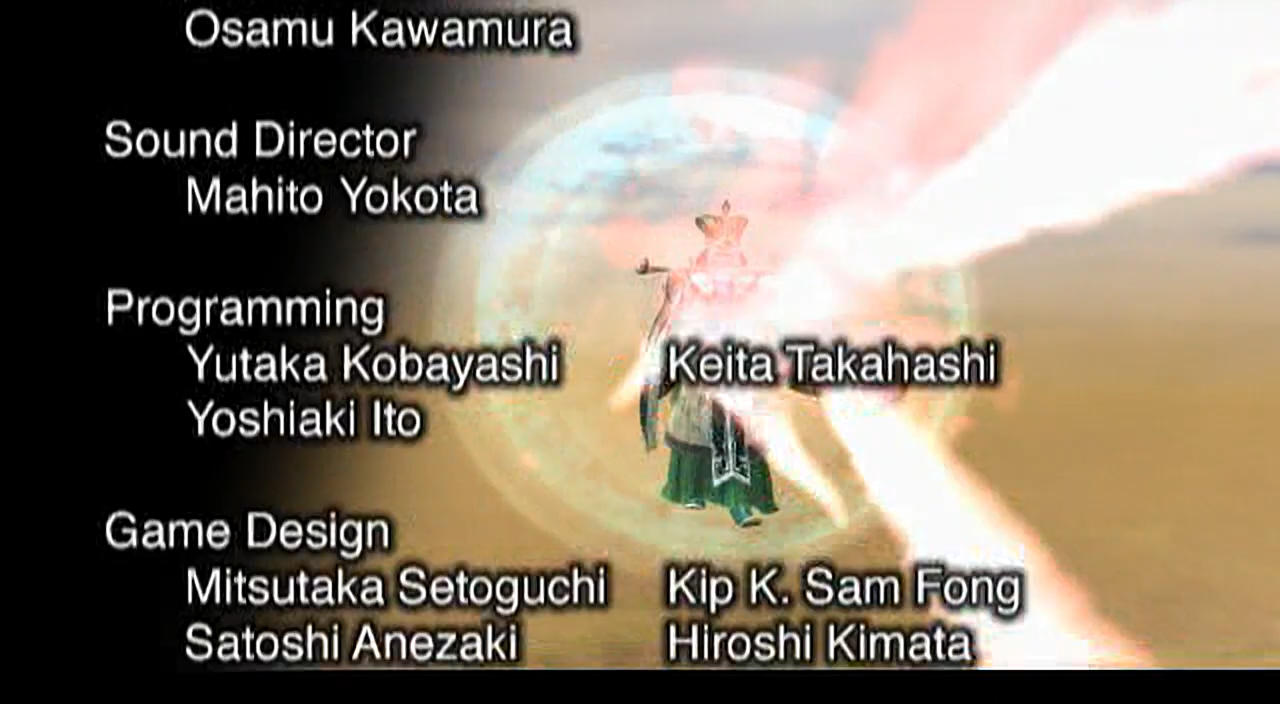 Osamu Kawamura
Sound Director
Mahito Yokota
Programming
Yutaka Kobayashi Keita Takahashi
Yoshiaki Ito
Game Design
Mitsutaka Setoguchi Kip K. Sam Fong
Satoshi Anezaki Hiroshi Kimata